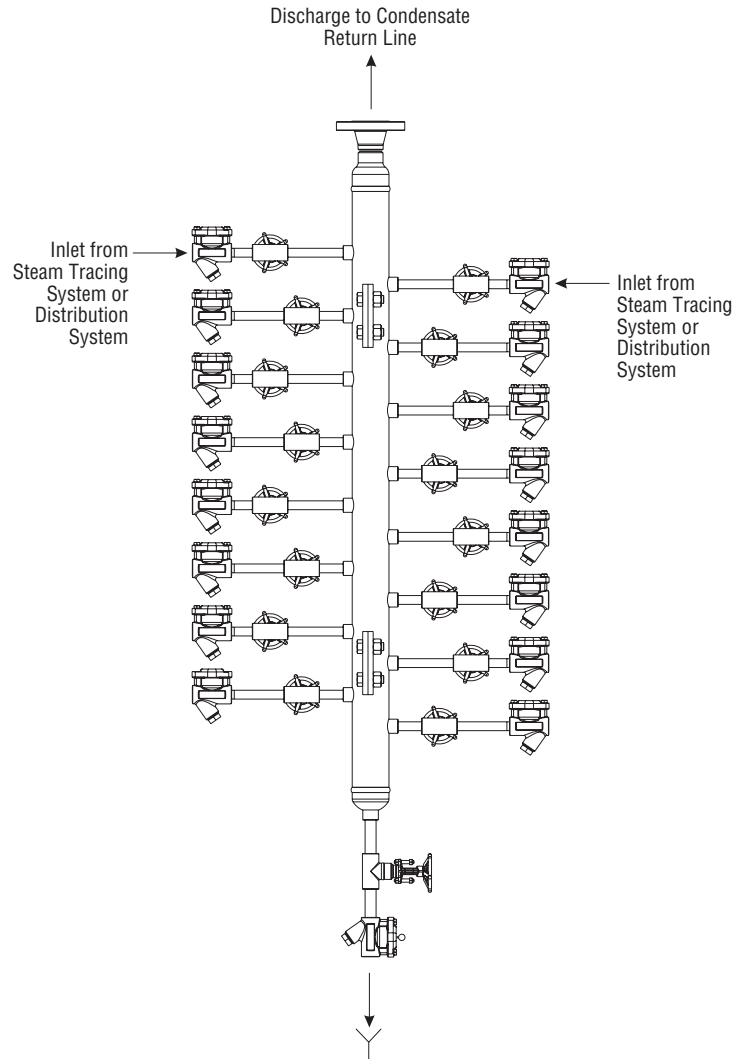 Discharge to Condensate
Return Line
Inlet from
Steam Tracing
System or
Distribution
System
Inlet from
Steam Tracing
System or
Distribution
System